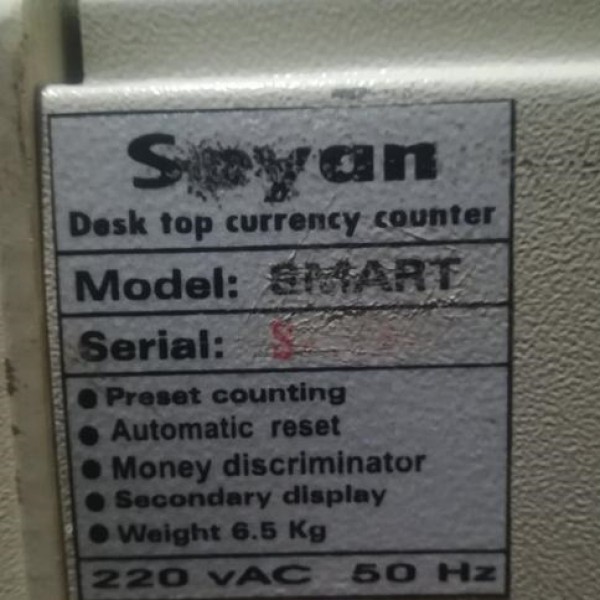 Desk top currency counter
Model: SMART
Serial:
Preset counting
Automatic reset
Money discriminator
Secondary display
Weight 6.5 Kg
220 vAC 50 Hz